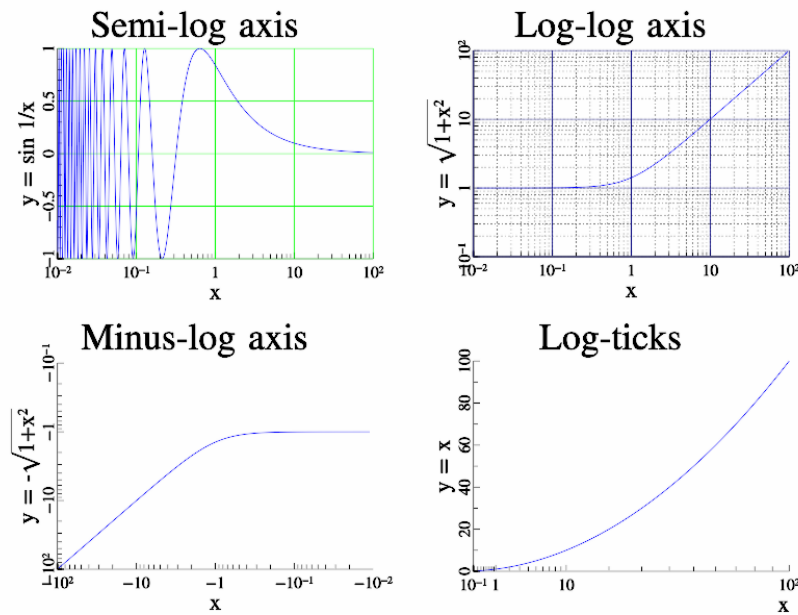 Semi-log axis
y = sin 1/x
1
0.5
0
−0.5
−1
10⁻² 10⁻¹ 1 10 10²
x
Log-log axis
y = √1+x²
10²
10
1
10⁻¹
10⁻² 10⁻¹ 1 10 10²
x
Minus-log axis
y = -√1+x²
−10⁻¹
−1
−10
−10²
−10 −1 −10⁻¹ −10⁻²
x
Log-ticks
y = x
100
80
60
40
20
0
10⁻¹ 1 10
x